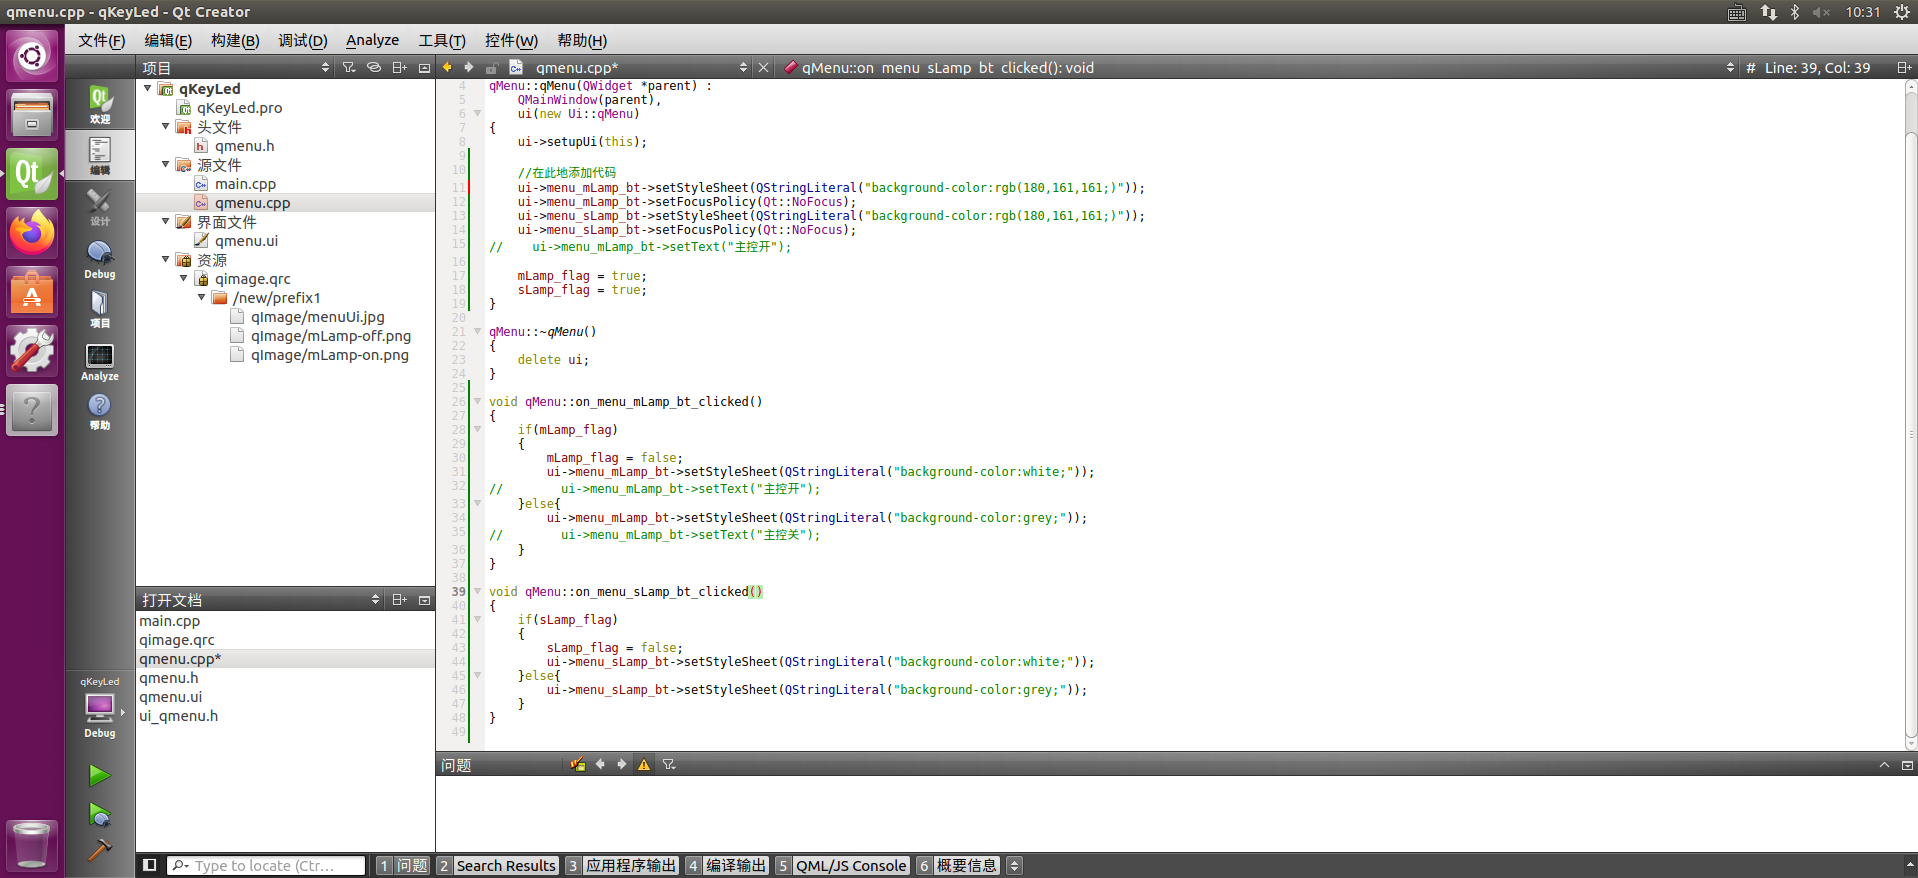 qmenu.cpp - qKeyLed - Qt Creator
10:31
文件(F) 编辑(E) 构建(B) 调试(D) Analyze 工具(T) 控件(W) 帮助(H)
项目
qmenu.cpp*
qMenu::on_menu_sLamp_bt_clicked(): void
# Line: 39, Col: 39
欢迎
编辑
设计
Debug
项目
Analyze
帮助
qKeyLed
Debug
qKeyLed
qKeyLed.pro
头文件
qmenu.h
源文件
main.cpp
qmenu.cpp
界面文件
qmenu.ui
资源
qimage.qrc
/new/prefix1
qImage/menuUi.jpg
qImage/mLamp-off.png
qImage/mLamp-on.png
打开文档
main.cpp
qimage.qrc
qmenu.cpp*
qmenu.h
qmenu.ui
ui_qmenu.h
4 qMenu::qMenu(QWidget *parent) :
5     QMainWindow(parent),
6     ui(new Ui::qMenu)
7 {
8     ui->setupUi(this);
9
10     //在此地添加代码
11     ui->menu_mLamp_bt->setStyleSheet(QStringLiteral("background-color:rgb(180,161,161;)"));
12     ui->menu_mLamp_bt->setFocusPolicy(Qt::NoFocus);
13     ui->menu_sLamp_bt->setStyleSheet(QStringLiteral("background-color:rgb(180,161,161;)"));
14     ui->menu_sLamp_bt->setFocusPolicy(Qt::NoFocus);
15 //    ui->menu_mLamp_bt->setText("主控开");
16
17     mLamp_flag = true;
18     sLamp_flag = true;
19 }
20
21 qMenu::~qMenu()
22 {
23     delete ui;
24 }
25
26 void qMenu::on_menu_mLamp_bt_clicked()
27 {
28     if(mLamp_flag)
29     {
30         mLamp_flag = false;
31         ui->menu_mLamp_bt->setStyleSheet(QStringLiteral("background-color:white;"));
32 //        ui->menu_mLamp_bt->setText("主控开");
33     }else{
34         ui->menu_mLamp_bt->setStyleSheet(QStringLiteral("background-color:grey;"));
35 //        ui->menu_mLamp_bt->setText("主控关");
36     }
37 }
38
39 void qMenu::on_menu_sLamp_bt_clicked()
40 {
41     if(sLamp_flag)
42     {
43         sLamp_flag = false;
44         ui->menu_sLamp_bt->setStyleSheet(QStringLiteral("background-color:white;"));
45     }else{
46         ui->menu_sLamp_bt->setStyleSheet(QStringLiteral("background-color:grey;"));
47     }
48 }
49
问题
Type to locate (Ctr...
1 问题 2 Search Results 3 应用程序输出 4 编译输出 5 QML/JS Console 6 概要信息